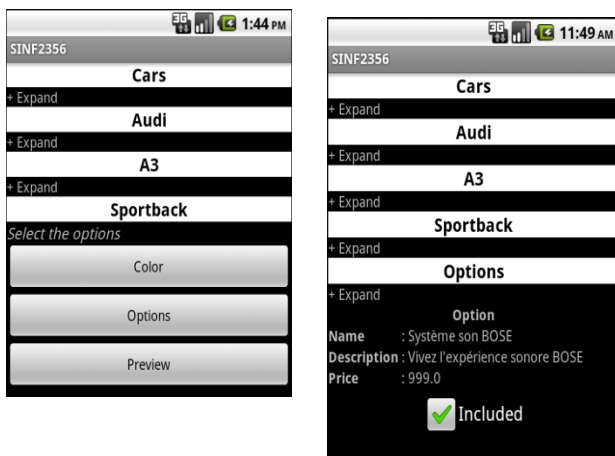 3G 1:44 PM
SINF2356
Cars
+ Expand
Audi
+ Expand
A3
+ Expand
Sportback
Select the options
Color
Options
Preview
3G 11:49 AM
SINF2356
Cars
+ Expand
Audi
+ Expand
A3
+ Expand
Sportback
+ Expand
Options
+ Expand
Option
Name : Système son BOSE
Description : Vivez l'expérience sonore BOSE
Price : 999.0
Included